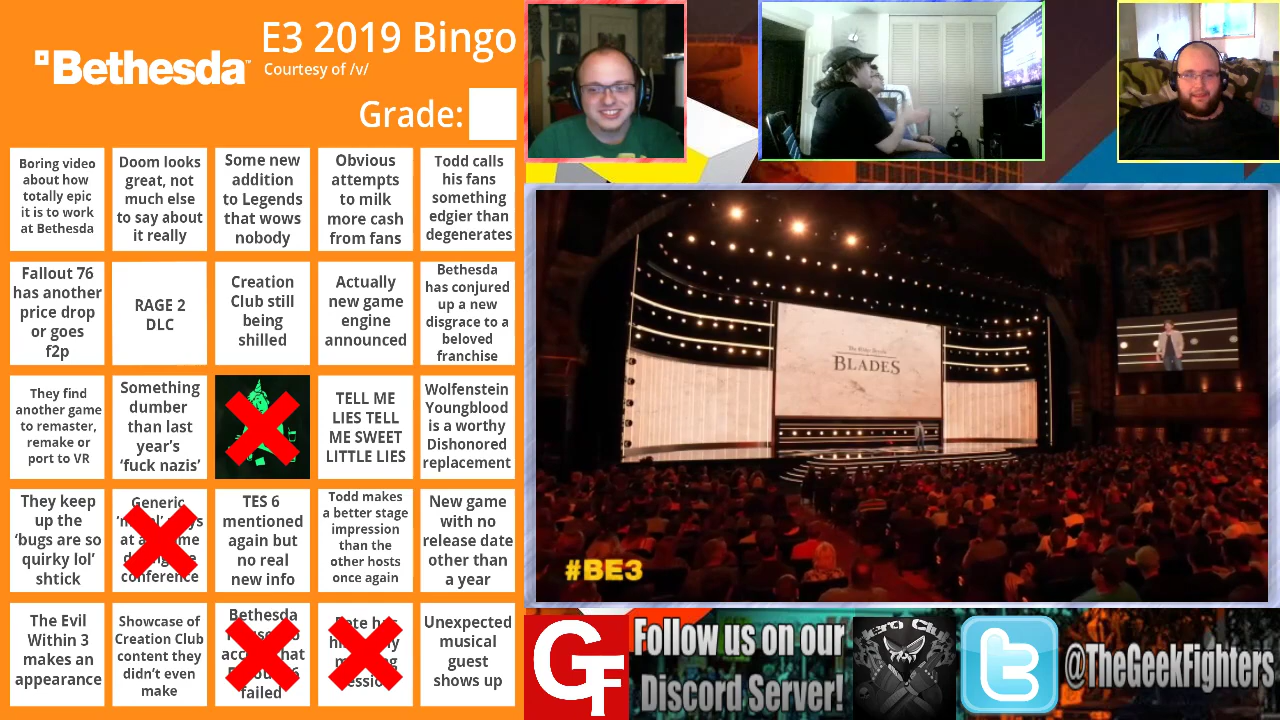 Bethesda
E3 2019 Bingo
Courtesy of /v/
Grade:
Boring video
about how
totally epic
it is to work
at Bethesda
Doom looks
great, not
much else
to say about
it really
Some new
addition
to Legends
that wows
nobody
Obvious
attempts
to milk
more cash
from fans
Todd calls
his fans
something
edgier than
degenerates
Fallout 76
has another
price drop
or goes
f2p
RAGE 2
DLC
Creation
Club still
being
shilled
Actually
new game
engine
announced
Bethesda
has conjured
up a new
disgrace to a
beloved
franchise
They find
another game
to remaster,
remake or
port to VR
Something
dumber
than last
year's
'fuck nazis'
TELL ME
LIES TELL
ME SWEET
LITTLE LIES
Wolfenstein
Youngblood
is a worthy
Dishonored
replacement
They keep
up the
'bugs are so
quirky lol'
shtick
Generic
at
conference
TES 6
mentioned
again but
no real
new info
Todd makes
a better stage
impression
than the
other hosts
once again
New game
with no
release date
other than
a year
The Evil
Within 3
makes an
appearance
Showcase of
Creation Club
content they
didn't even
make
Bethesda
failed
Unexpected
musical
guest
shows up
The Elder Scrolls
BLADES
#BE3
GF
Follow us on our
Discord Server!
@TheGeekFighters